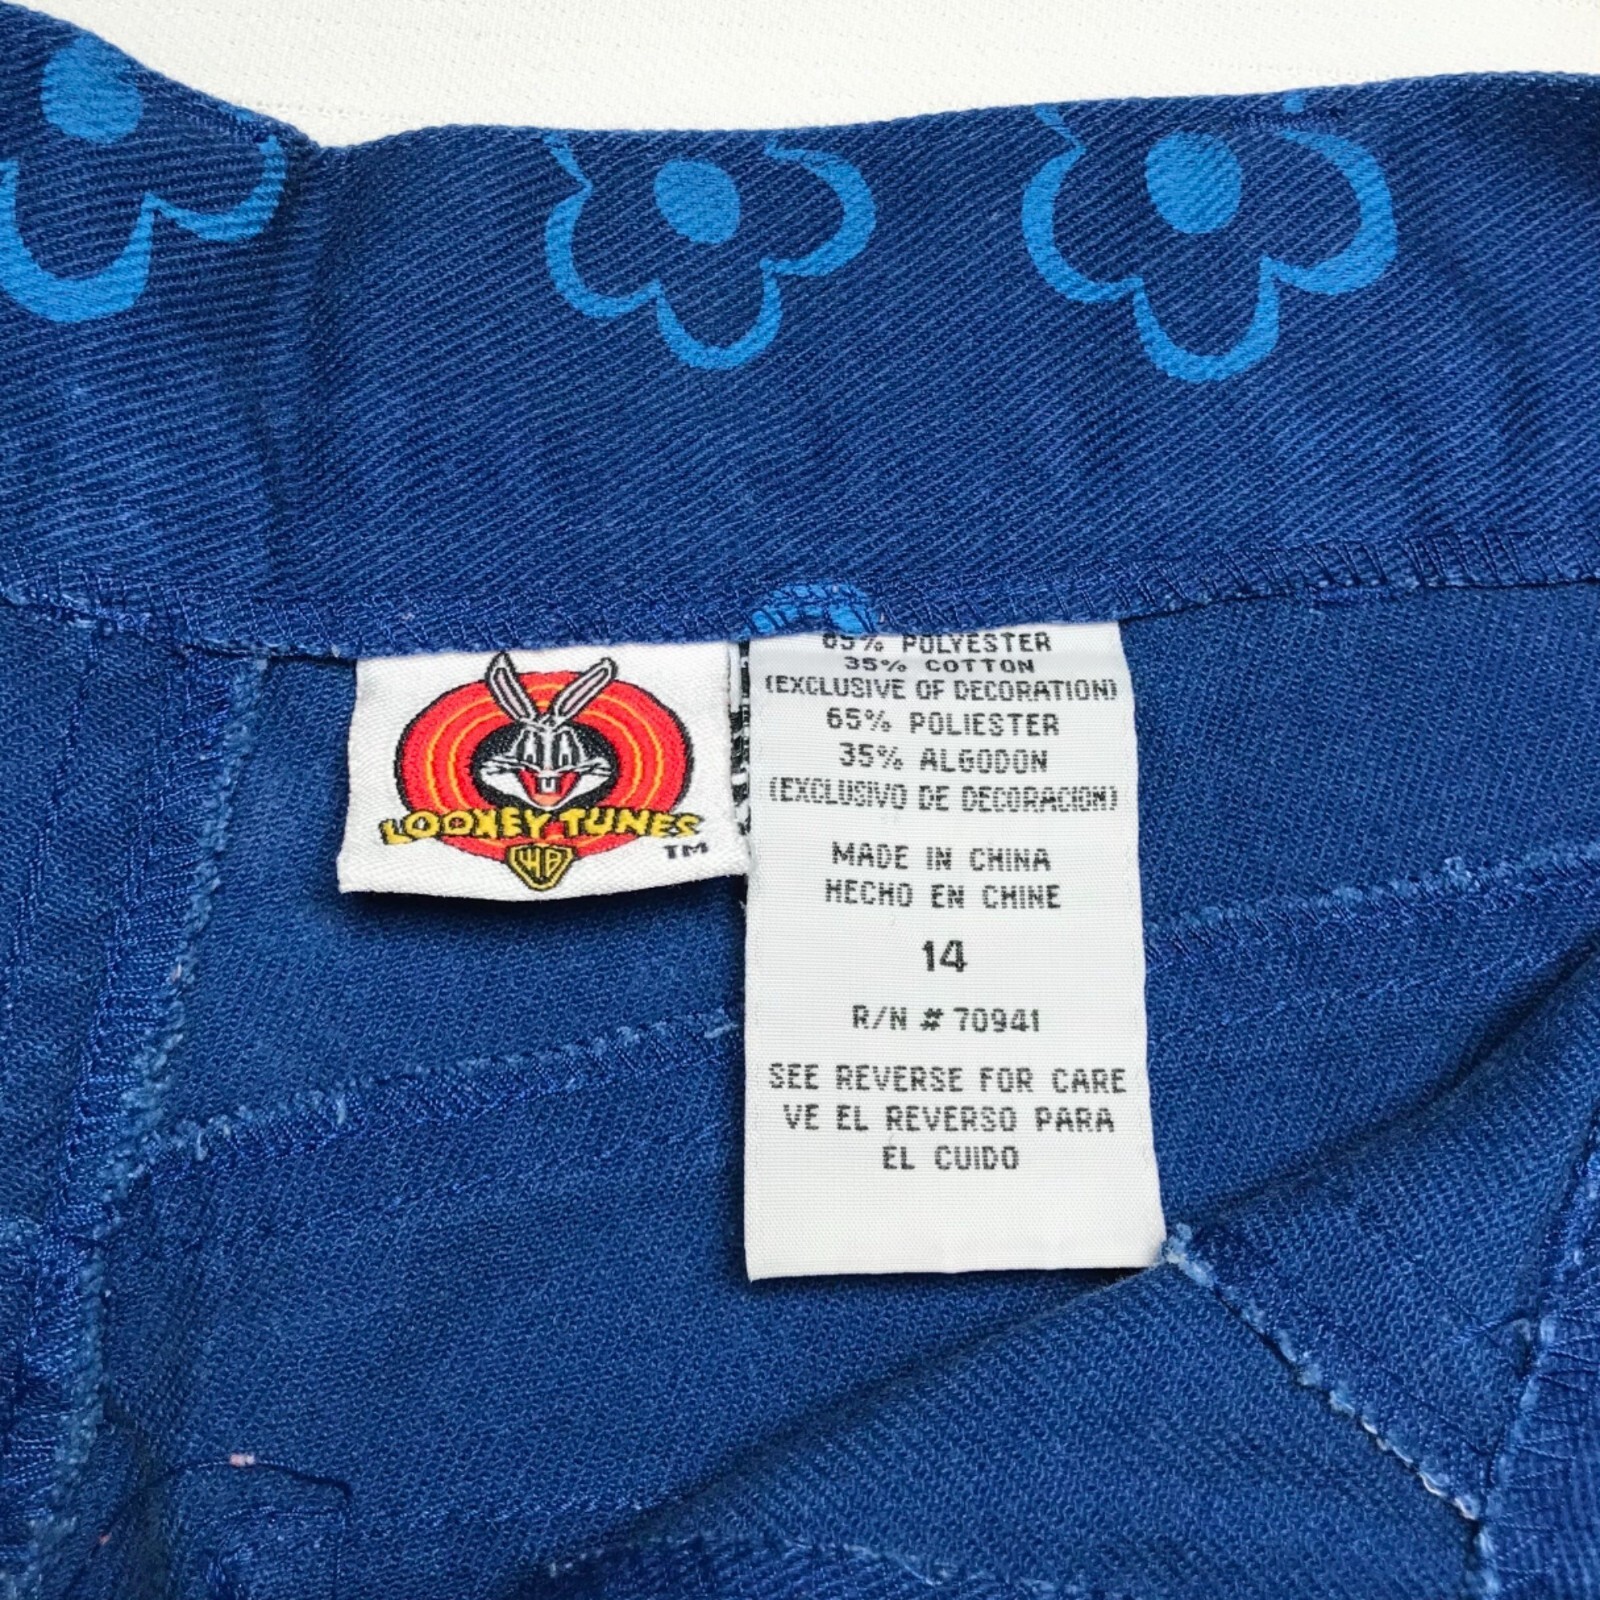 LOONEY TUNES
TM
WB
65% POLYESTER
35% COTTON
(EXCLUSIVE OF DECORATION)
65% POLIESTER
35% ALGODON
(EXCLUSIVO DE DECORACION)
MADE IN CHINA
HECHO EN CHINE
14
R/N # 70941
SEE REVERSE FOR CARE
VE EL REVERSO PARA
EL CUIDO